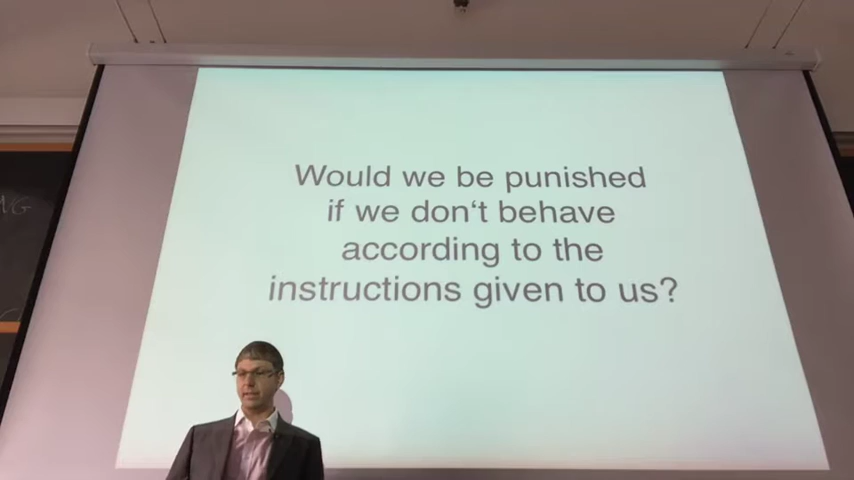 Would we be punished
if we don‘t behave
according to the
instructions given to us?